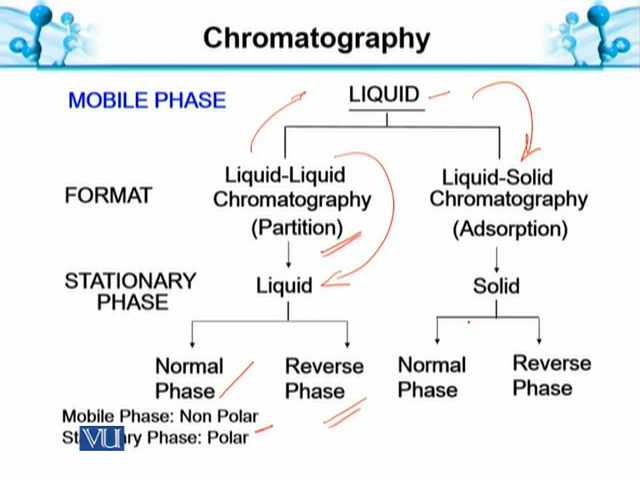 Chromatography
MOBILE PHASE
LIQUID
FORMAT
Liquid-Liquid
Chromatography
(Partition)
Liquid-Solid
Chromatography
(Adsorption)
STATIONARY
PHASE
Liquid
Solid
Normal
Phase
Reverse
Phase
Normal
Phase
Reverse
Phase
Mobile Phase: Non Polar
Phase: Polar
VU